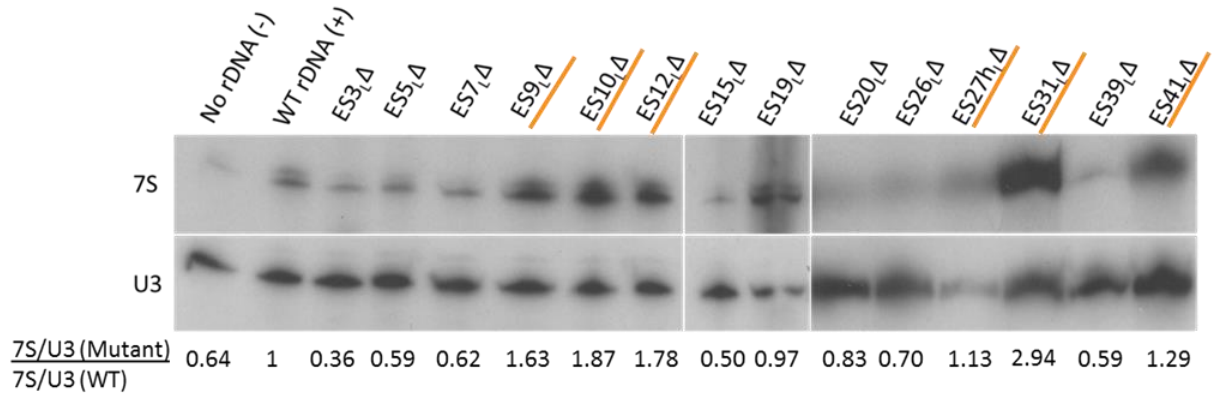 No rDNA (-) WT rDNA (+) ES3LΔ ES5LΔ ES7LΔ ES9LΔ ES10LΔ ES12LΔ ES15LΔ ES19LΔ ES20LΔ ES26LΔ ES27hLΔ ES31LΔ ES39LΔ ES41LΔ
7S
U3
7S/U3 (Mutant)
7S/U3 (WT)
0.64 1 0.36 0.59 0.62 1.63 1.87 1.78 0.50 0.97 0.83 0.70 1.13 2.94 0.59 1.29